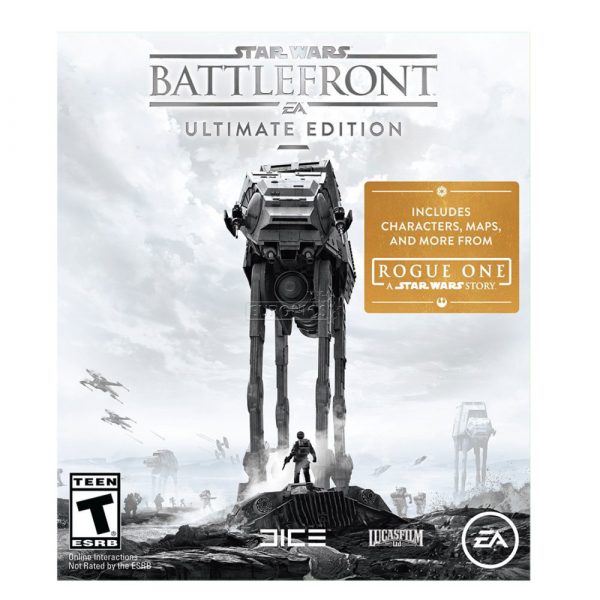 STAR WARS
BATTLEFRONT
EA
ULTIMATE EDITION
INCLUDES
CHARACTERS, MAPS,
AND MORE FROM
ROGUE ONE
A STAR WARS STORY
TEEN
T
ESRB
Online Interactions
Not Rated by the ESRB
DICE
LUCASFILM
Ltd
EA